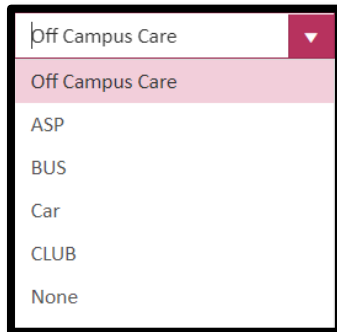 Off Campus Care
Off Campus Care
ASP
BUS
Car
CLUB
None